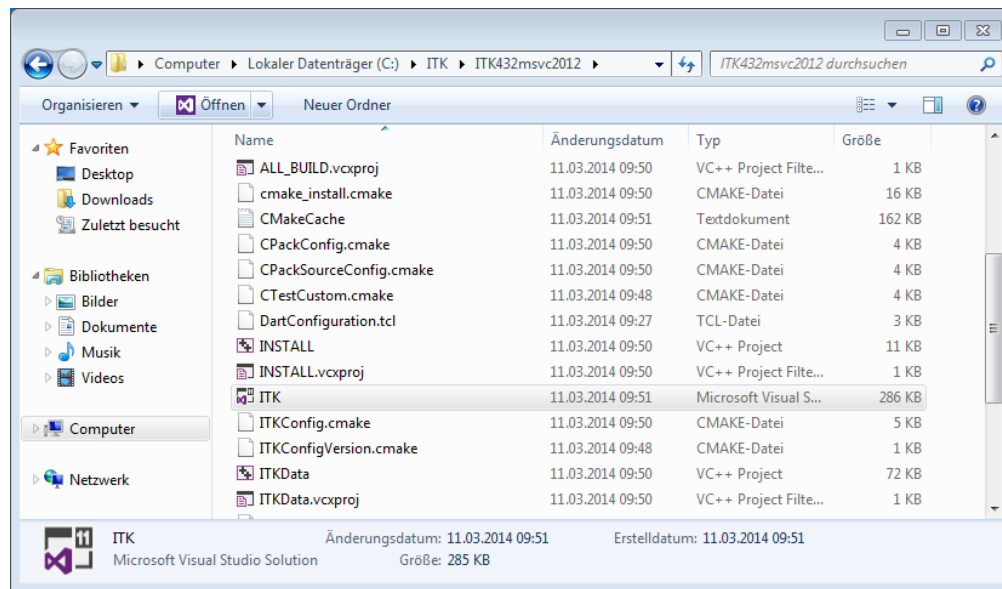 Computer Lokaler Datenträger (C:) ITK ITK432msvc2012 ITK432msvc2012 durchsuchen
Organisieren Öffnen Neuer Ordner
Favoriten
Desktop
Downloads
Zuletzt besucht
Bibliotheken
Bilder
Dokumente
Musik
Videos
Computer
Netzwerk
Name Änderungsdatum Typ Größe
ALL_BUILD.vcxproj 11.03.2014 09:50 VC++ Project Filte... 1 KB
cmake_install.cmake 11.03.2014 09:50 CMAKE-Datei 16 KB
CMakeCache 11.03.2014 09:51 Textdokument 162 KB
CPackConfig.cmake 11.03.2014 09:50 CMAKE-Datei 4 KB
CPackSourceConfig.cmake 11.03.2014 09:50 CMAKE-Datei 4 KB
CTestCustom.cmake 11.03.2014 09:48 CMAKE-Datei 4 KB
DartConfiguration.tcl 11.03.2014 09:27 TCL-Datei 3 KB
INSTALL 11.03.2014 09:50 VC++ Project 11 KB
INSTALL.vcxproj 11.03.2014 09:50 VC++ Project Filte... 1 KB
ITK 11.03.2014 09:51 Microsoft Visual S... 286 KB
ITKConfig.cmake 11.03.2014 09:50 CMAKE-Datei 5 KB
ITKConfigVersion.cmake 11.03.2014 09:48 CMAKE-Datei 1 KB
ITKData 11.03.2014 09:50 VC++ Project 72 KB
ITKData.vcxproj 11.03.2014 09:50 VC++ Project Filte... 1 KB
11 ITK Änderungsdatum: 11.03.2014 09:51 Erstelldatum: 11.03.2014 09:51
Microsoft Visual Studio Solution Größe: 285 KB